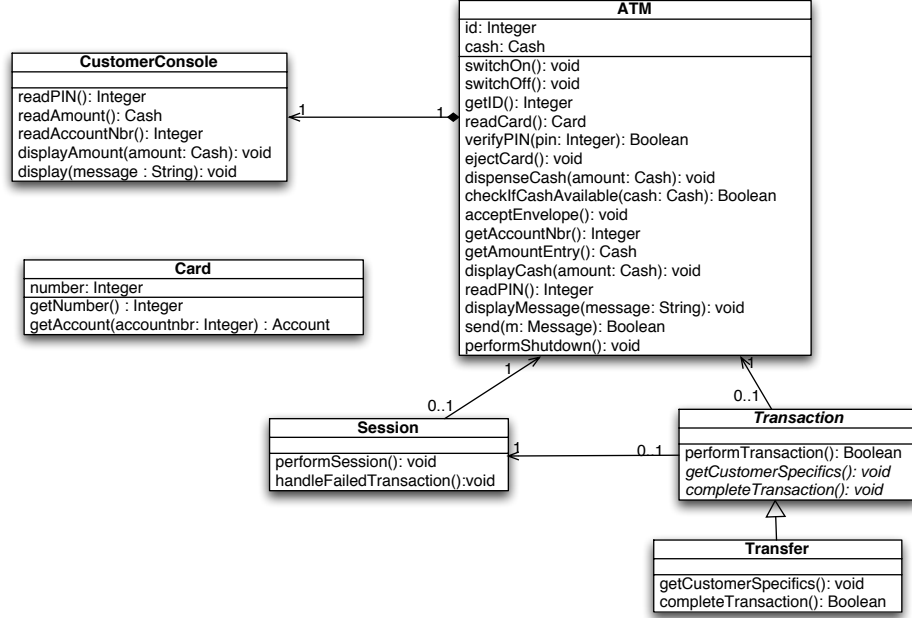 ATM
id: Integer
cash: Cash
switchOn(): void
switchOff(): void
getID(): Integer
readCard(): Card
verifyPIN(pin: Integer): Boolean
ejectCard(): void
dispenseCash(amount: Cash): void
checkIfCashAvailable(cash: Cash): Boolean
acceptEnvelope(): void
getAccountNbr(): Integer
getAmountEntry(): Cash
displayCash(amount: Cash): void
readPIN(): Integer
displayMessage(message: String): void
send(m: Message): Boolean
performShutdown(): void
CustomerConsole
readPIN(): Integer
readAmount(): Cash
readAccountNbr(): Integer
displayAmount(amount: Cash): void
display(message : String): void
1
1
Card
number: Integer
getNumber() : Integer
getAccount(accountnbr: Integer) : Account
1
0..1
1
0..1
Session
performSession(): void
handleFailedTransaction():void
1
0..1
Transaction
performTransaction(): Boolean
getCustomerSpecifics(): void
completeTransaction(): void
Transfer
getCustomerSpecifics(): void
completeTransaction(): Boolean